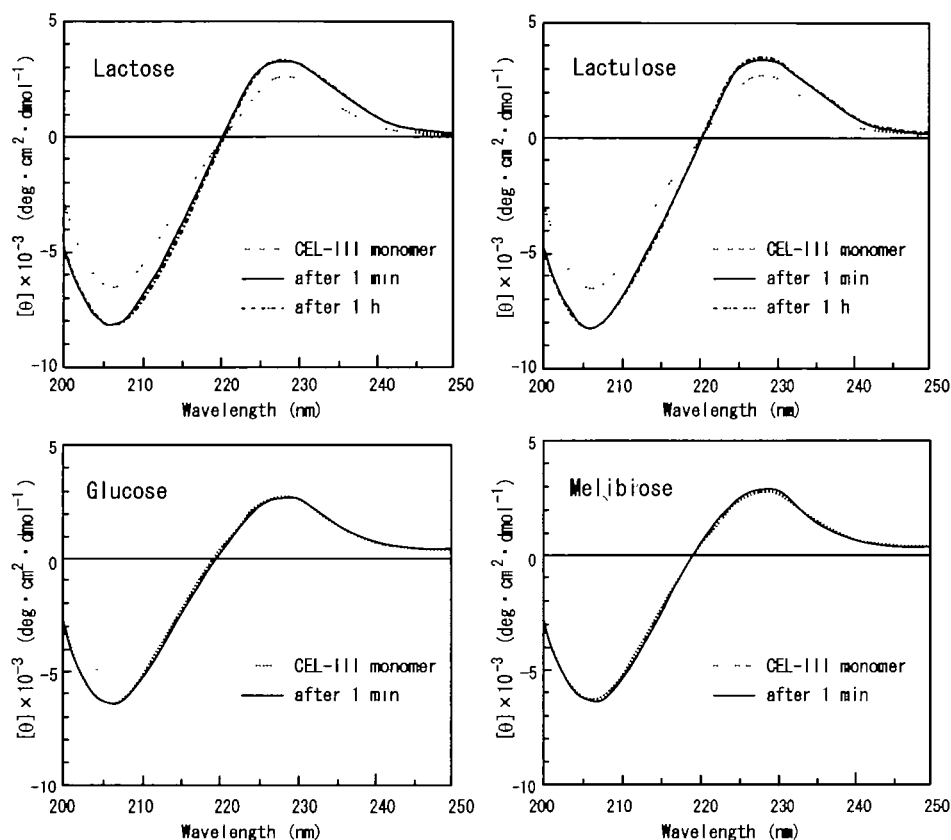 5
0
-5
-10
[θ]×10⁻³ (deg・cm²・dmol⁻¹)
Lactose
CEL-III monomer
after 1 min
after 1 h
200 210 220 230 240 250
Wavelength (nm)
5
0
-5
-10
[θ]×10⁻³ (deg・cm²・dmol⁻¹)
Lactulose
CEL-III monomer
after 1 min
after 1 h
200 210 220 230 240 250
Wavelength (nm)
5
0
-5
-10
[θ]×10⁻³ (deg・cm²・dmol⁻¹)
Glucose
CEL-III monomer
after 1 min
200 210 220 230 240 250
Wavelength (nm)
5
0
-5
-10
[θ]×10⁻³ (deg・cm²・dmol⁻¹)
Melibiose
CEL-III monomer
after 1 min
200 210 220 230 240 250
Wavelength (nm)